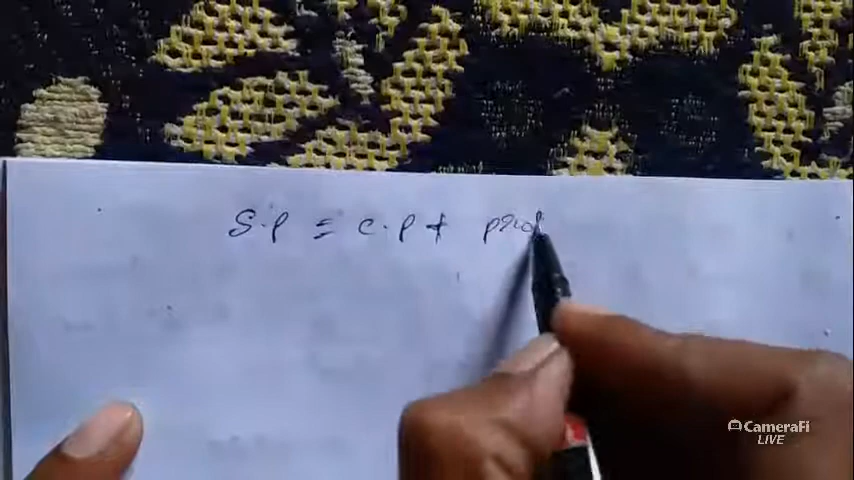 S.P = C.P + prof
CameraFi
LIVE